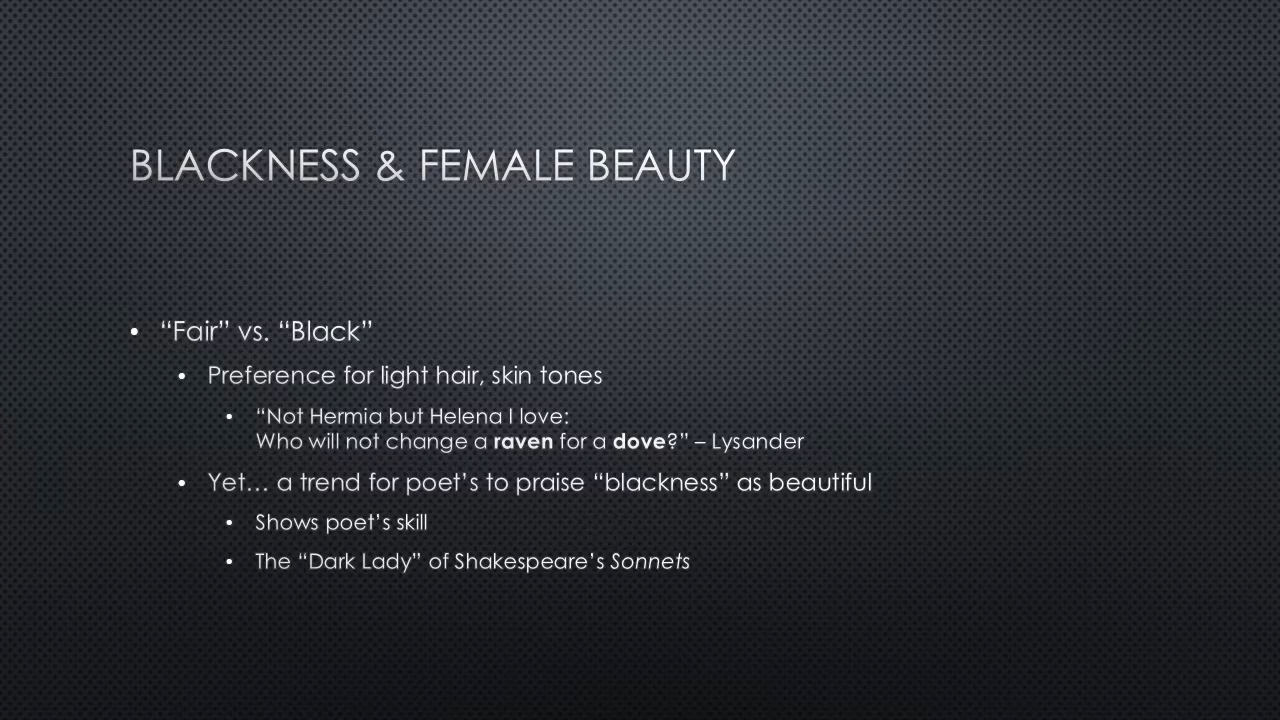 BLACKNESS & FEMALE BEAUTY
• “Fair” vs. “Black”
• Preference for light hair, skin tones
• “Not Hermia but Helena I love:
Who will not change a raven for a dove?” – Lysander
• Yet… a trend for poet’s to praise “blackness” as beautiful
• Shows poet’s skill
• The “Dark Lady” of Shakespeare’s Sonnets